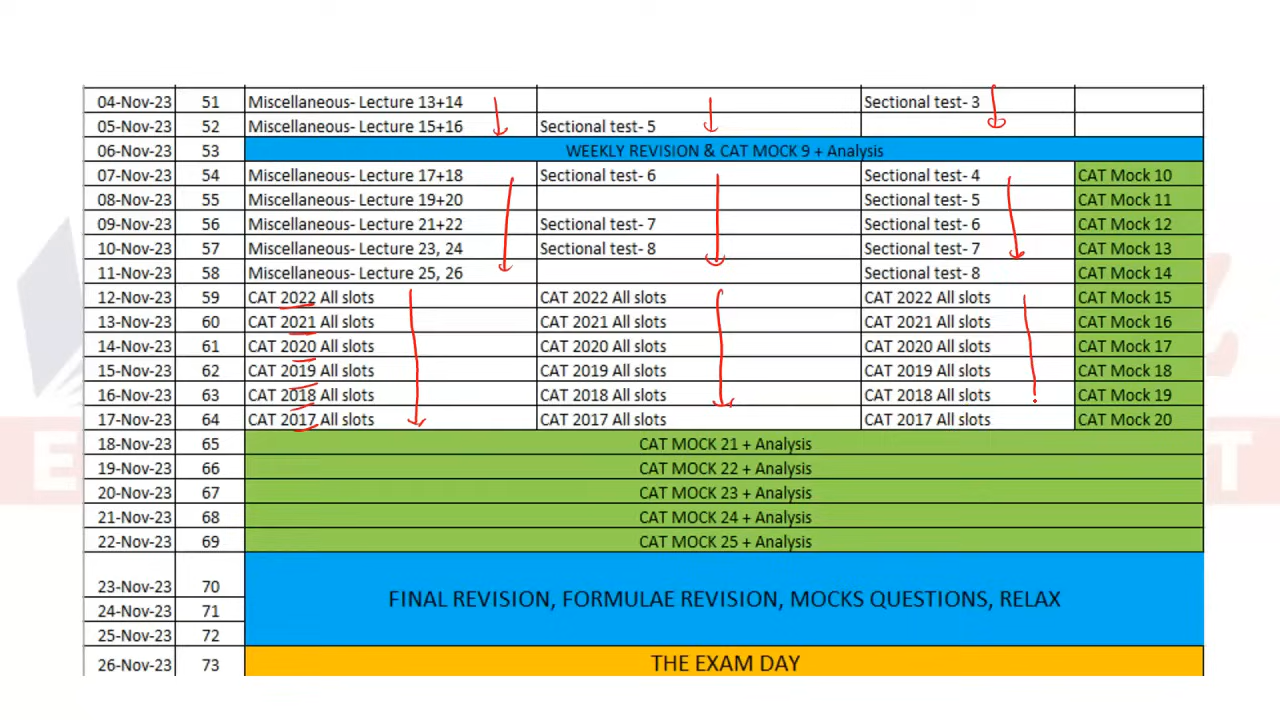 04-Nov-23 51 Miscellaneous- Lecture 13+14 Sectional test- 3
05-Nov-23 52 Miscellaneous- Lecture 15+16 Sectional test- 5
06-Nov-23 53 WEEKLY REVISION & CAT MOCK 9 + Analysis
07-Nov-23 54 Miscellaneous- Lecture 17+18 Sectional test- 6 Sectional test- 4 CAT Mock 10
08-Nov-23 55 Miscellaneous- Lecture 19+20 Sectional test- 5 CAT Mock 11
09-Nov-23 56 Miscellaneous- Lecture 21+22 Sectional test- 7 Sectional test- 6 CAT Mock 12
10-Nov-23 57 Miscellaneous- Lecture 23, 24 Sectional test- 8 Sectional test- 7 CAT Mock 13
11-Nov-23 58 Miscellaneous- Lecture 25, 26 Sectional test- 8 CAT Mock 14
12-Nov-23 59 CAT 2022 All slots CAT 2022 All slots CAT 2022 All slots CAT Mock 15
13-Nov-23 60 CAT 2021 All slots CAT 2021 All slots CAT 2021 All slots CAT Mock 16
14-Nov-23 61 CAT 2020 All slots CAT 2020 All slots CAT 2020 All slots CAT Mock 17
15-Nov-23 62 CAT 2019 All slots CAT 2019 All slots CAT 2019 All slots CAT Mock 18
16-Nov-23 63 CAT 2018 All slots CAT 2018 All slots CAT 2018 All slots CAT Mock 19
17-Nov-23 64 CAT 2017 All slots CAT 2017 All slots CAT 2017 All slots CAT Mock 20
18-Nov-23 65 CAT MOCK 21 + Analysis
19-Nov-23 66 CAT MOCK 22 + Analysis
20-Nov-23 67 CAT MOCK 23 + Analysis
21-Nov-23 68 CAT MOCK 24 + Analysis
22-Nov-23 69 CAT MOCK 25 + Analysis
23-Nov-23 70
FINAL REVISION, FORMULAE REVISION, MOCKS QUESTIONS, RELAX
24-Nov-23 71
25-Nov-23 72
26-Nov-23 73 THE EXAM DAY